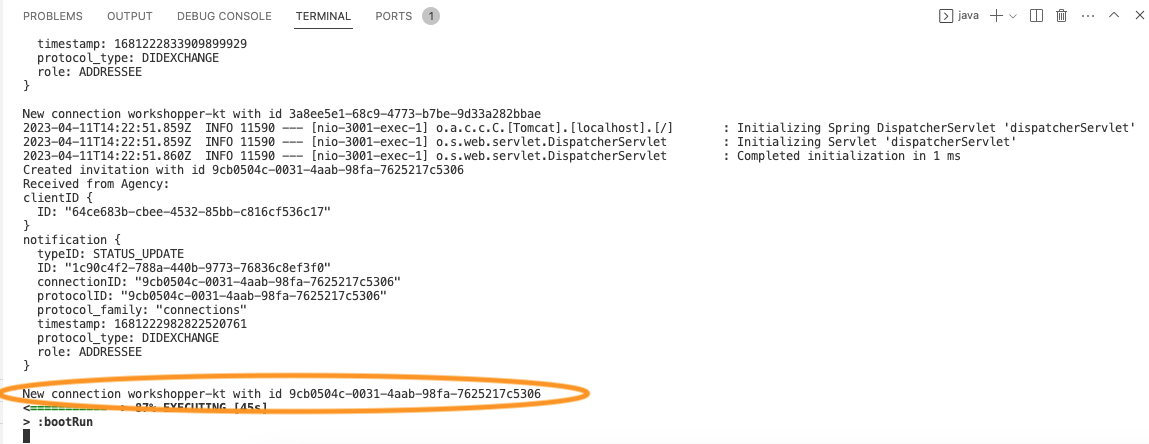 PROBLEMS OUTPUT DEBUG CONSOLE TERMINAL PORTS 1 java
timestamp: 1681222833909899929
protocol_type: DIDEXCHANGE
role: ADDRESSEE
}
New connection workshopper-kt with id 3a8ee5e1-68c9-4773-b7be-9d33a282bbae
2023-04-11T14:22:51.859Z INFO 11590 --- [nio-3001-exec-1] o.a.c.c.C.[Tomcat].[localhost].[/] : Initializing Spring DispatcherServlet 'dispatcherServlet'
2023-04-11T14:22:51.859Z INFO 11590 --- [nio-3001-exec-1] o.s.web.servlet.DispatcherServlet : Initializing Servlet 'dispatcherServlet'
2023-04-11T14:22:51.860Z INFO 11590 --- [nio-3001-exec-1] o.s.web.servlet.DispatcherServlet : Completed initialization in 1 ms
Created invitation with id 9cb0504c-0031-4aab-98fa-7625217c5306
Received from Agency:
clientID {
ID: "64ce683b-cbee-4532-85bb-c816cf536c17"
}
notification {
typeID: STATUS_UPDATE
ID: "1c90c4f2-788a-440b-9773-76836c8ef3f0"
connectionID: "9cb0504c-0031-4aab-98fa-7625217c5306"
protocolID: "9cb0504c-0031-4aab-98fa-7625217c5306"
protocol_family: "connections"
timestamp: 1681222982822520761
protocol_type: DIDEXCHANGE
role: ADDRESSEE
}
New connection workshopper-kt with id 9cb0504c-0031-4aab-98fa-7625217c5306
87% EXECUTING [45s]
> :bootRun